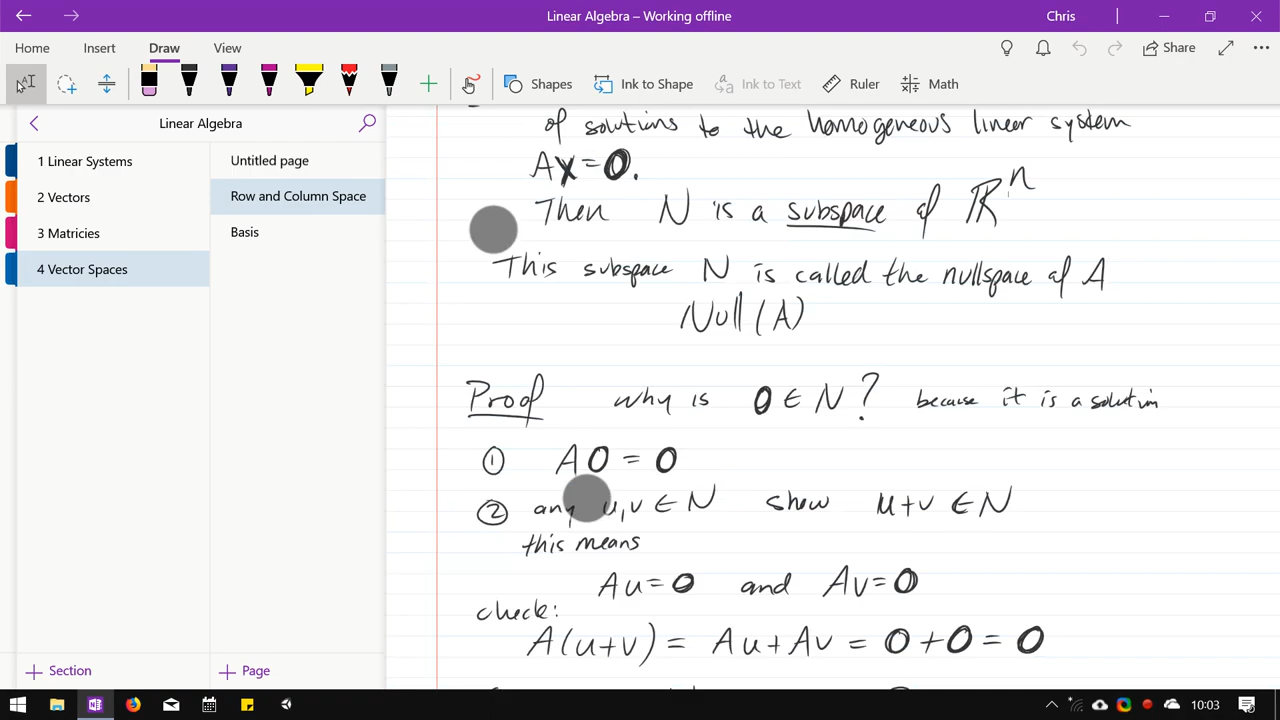 Linear Algebra – Working offline
Chris
Home Insert Draw View
Share
Shapes Ink to Shape Ink to Text Ruler Math
Linear Algebra
1 Linear Systems
2 Vectors
3 Matricies
4 Vector Spaces
Untitled page
Row and Column Space
Basis
of solutions to the homogeneous linear system
Ax=0.
Then N is a subspace of ℝⁿ
This subspace N is called the nullspace of A
Null(A)
Proof why is 0 ∈ N? because it is a solution
① A0 = 0
② any u,v ∈ N show u+v ∈ N
this means
Au=0 and Av=0
check:
A(u+v) = Au+Av = 0+0 = 0
+ Section
+ Page
10:03